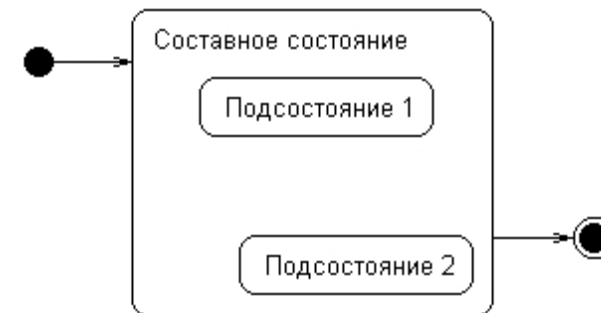 Составное состояние
Подсостояние 1
Подсостояние 2